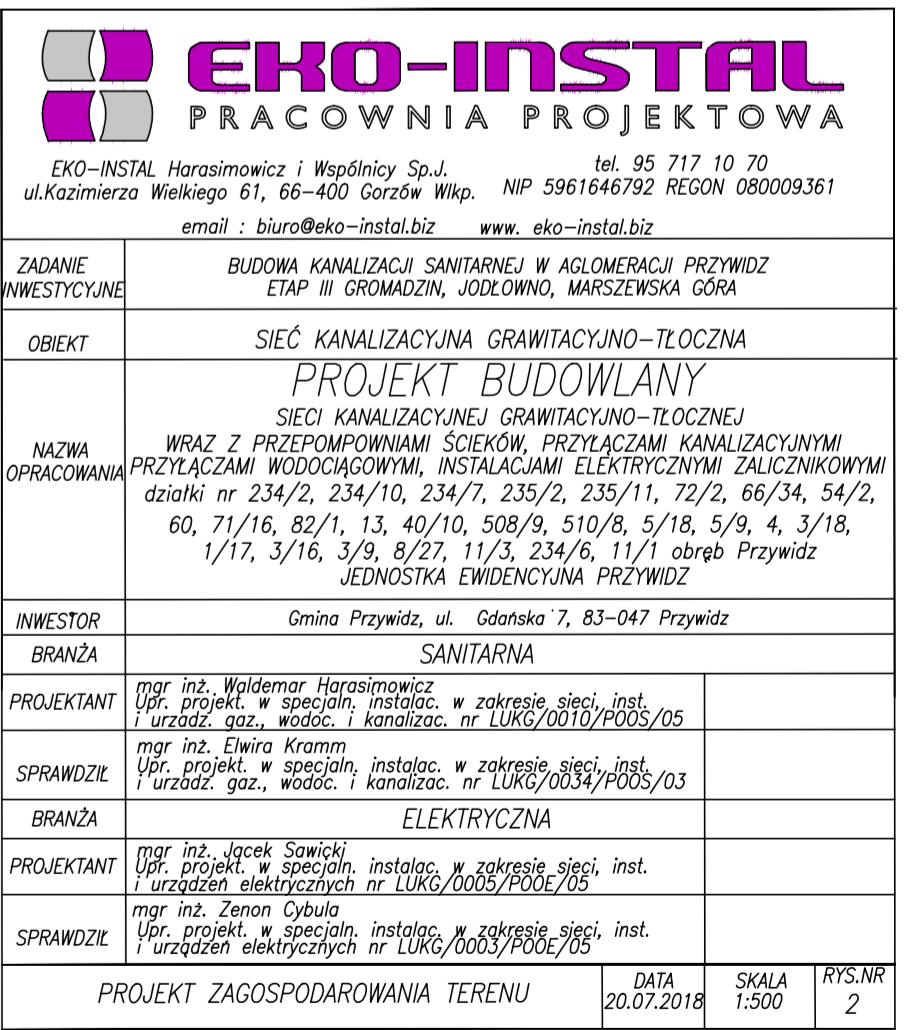 EKO-INSTAL
PRACOWNIA PROJEKTOWA
EKO-INSTAL Harasimowicz i Wspólnicy Sp.J.
ul.Kazimierza Wielkiego 61, 66-400 Gorzów Wlkp.
tel. 95 717 10 70
NIP 5961646792 REGON 080009361
email : biuro@eko-instal.biz www. eko-instal.biz
ZADANIE
INWESTYCYJNE
BUDOWA KANALIZACJI SANITARNEJ W AGLOMERACJI PRZYWIDZ
ETAP III GROMADZIN, JODŁOWNO, MARSZEWSKA GÓRA
OBIEKT
SIEĆ KANALIZACYJNA GRAWITACYJNO-TŁOCZNA
NAZWA
OPRACOWANIA
PROJEKT BUDOWLANY
SIECI KANALIZACYJNEJ GRAWITACYJNO-TŁOCZNEJ
WRAZ Z PRZEPOMPOWNIAMI ŚCIEKÓW, PRZYŁĄCZAMI KANALIZACYJNYMI
PRZYŁĄCZAMI WODOCIĄGOWYMI, INSTALACJAMI ELEKTRYCZNYMI ZALICZNIKOWYMI
działki nr 234/2, 234/10, 234/7, 235/2, 235/11, 72/2, 66/34, 54/2,
60, 71/16, 82/1, 13, 40/10, 508/9, 510/8, 5/18, 5/9, 4, 3/18,
1/17, 3/16, 3/9, 8/27, 11/3, 234/6, 11/1 obręb Przywidz
JEDNOSTKA EWIDENCYJNA PRZYWIDZ
INWESTOR
Gmina Przywidz, ul. Gdańska 7, 83-047 Przywidz
BRANŻA
SANITARNA
PROJEKTANT
mgr inż. Waldemar Harasimowicz
Upr. projekt. w specjaln. instalac. w zakresie sieci, inst.
i urządz. gaz., wodoc. i kanalizac. nr LUKG/0010/POOS/05
SPRAWDZIŁ
mgr inż. Elwira Kramm
Upr. projekt. w specjaln. instalac. w zakresie sieci, inst.
i urządz. gaz., wodoc. i kanalizac. nr LUKG/0034/POOS/03
BRANŻA
ELEKTRYCZNA
PROJEKTANT
mgr inż. Jacek Sawicki
Upr. projekt. w specjaln. instalac. w zakresie sieci, inst.
i urządzeń elektrycznych nr LUKG/0005/POOE/05
SPRAWDZIŁ
mgr inż. Zenon Cybula
Upr. projekt. w specjaln. instalac. w zakresie sieci, inst.
i urządzeń elektrycznych nr LUKG/0003/POOE/05
PROJEKT ZAGOSPODAROWANIA TERENU
DATA
20.07.2018
SKALA
1:500
RYS.NR
2